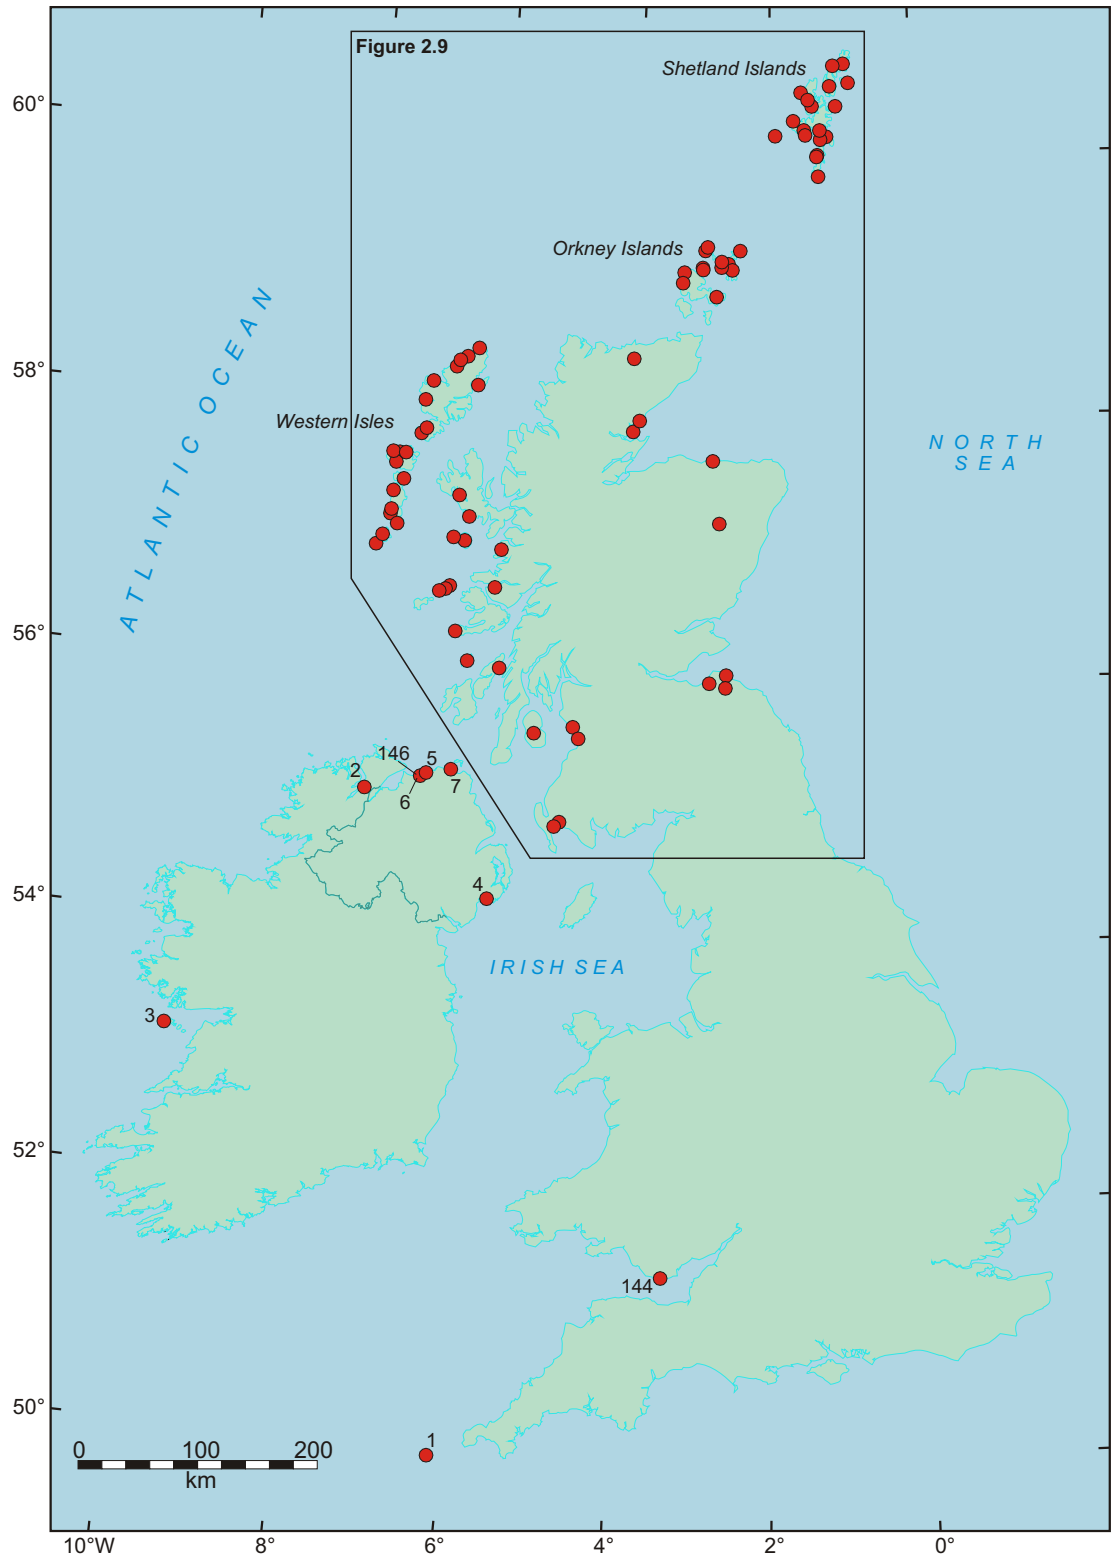 Figure 2.9
Shetland Islands
60°
Orkney Islands
ATLANTIC OCEAN
58°
Western Isles
NORTH
SEA
56°
146
5
2
7
6
4
54°
IRISH SEA
3
52°
144
50°
1
0 100 200
km
10°W 8° 6° 4° 2° 0°